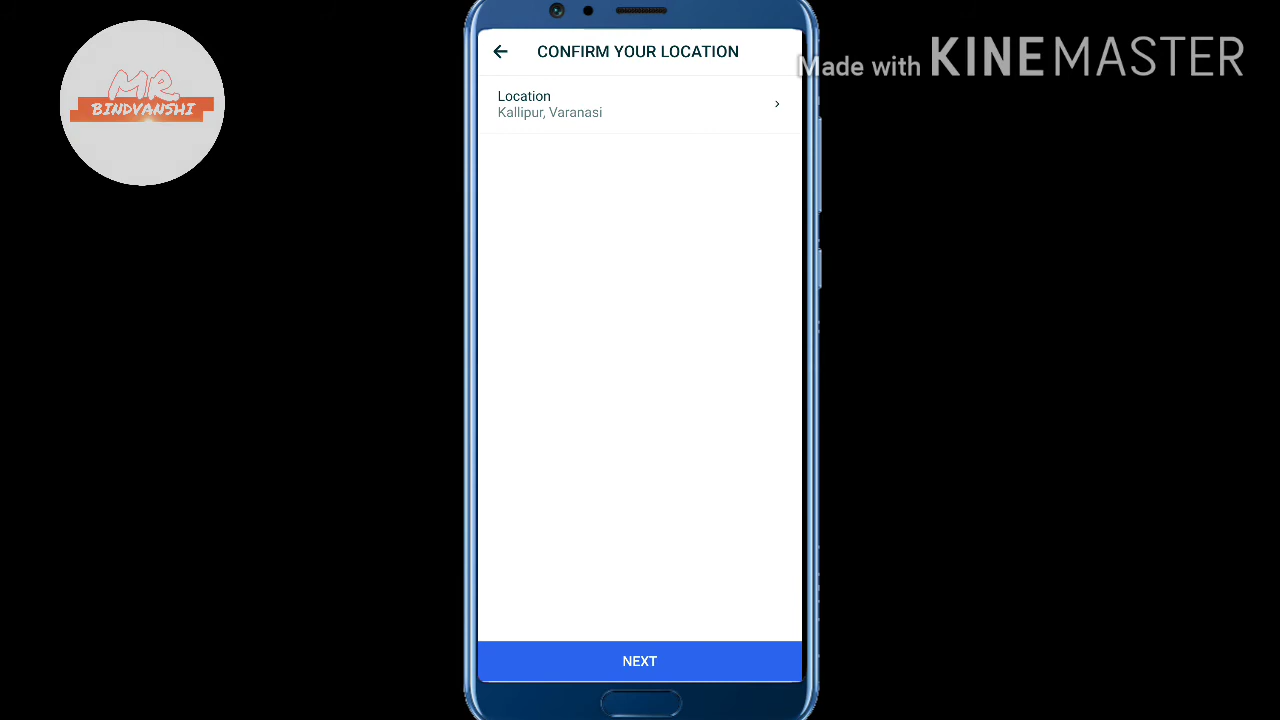 CONFIRM YOUR LOCATION
Made with KINEMASTER
Location
Kallipur, Varanasi
MR.
BINDVANSHI
NEXT